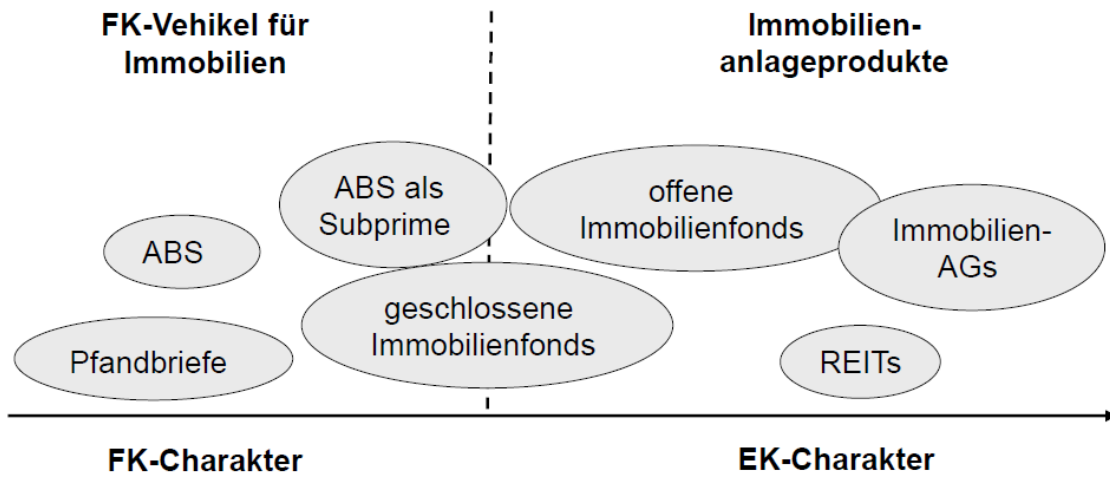 FK-Vehikel für
Immobilien
Immobilien-
anlageprodukte
ABS als
Subprime
offene
Immobilienfonds
ABS
Immobilien-
AGs
geschlossene
Immobilienfonds
Pfandbriefe
REITs
FK-Charakter
EK-Charakter